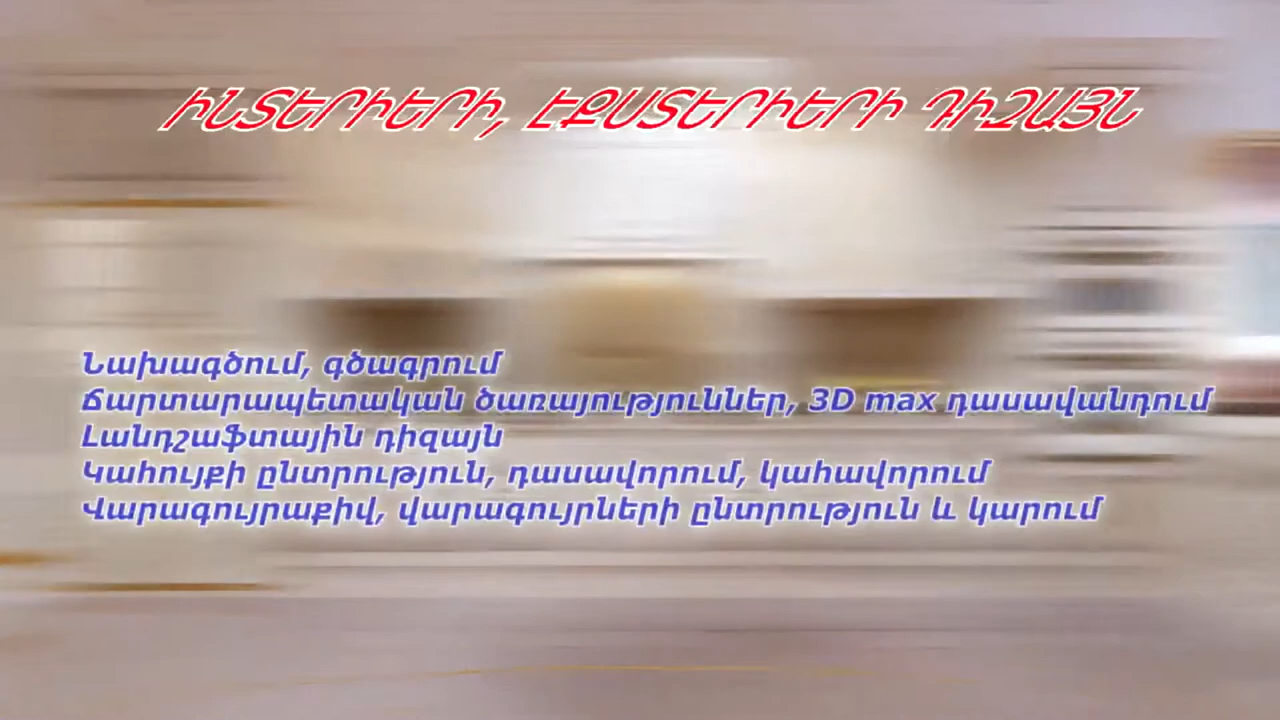 ԻՆՏԵՐԻԵՐԻ, ԷՔՍՏԵՐԻԵՐԻ ԴԻԶԱՅՆ
Նախագծում, գծագրում
Ճարտարապետական ծառայություններ, 3D max դասավանդում
Լանդշաֆտային դիզայն
Կահույքի ընտրություն, դասավորում, կահավորում
Վարագույրաքիվ, վարագույրների ընտրություն և կարում